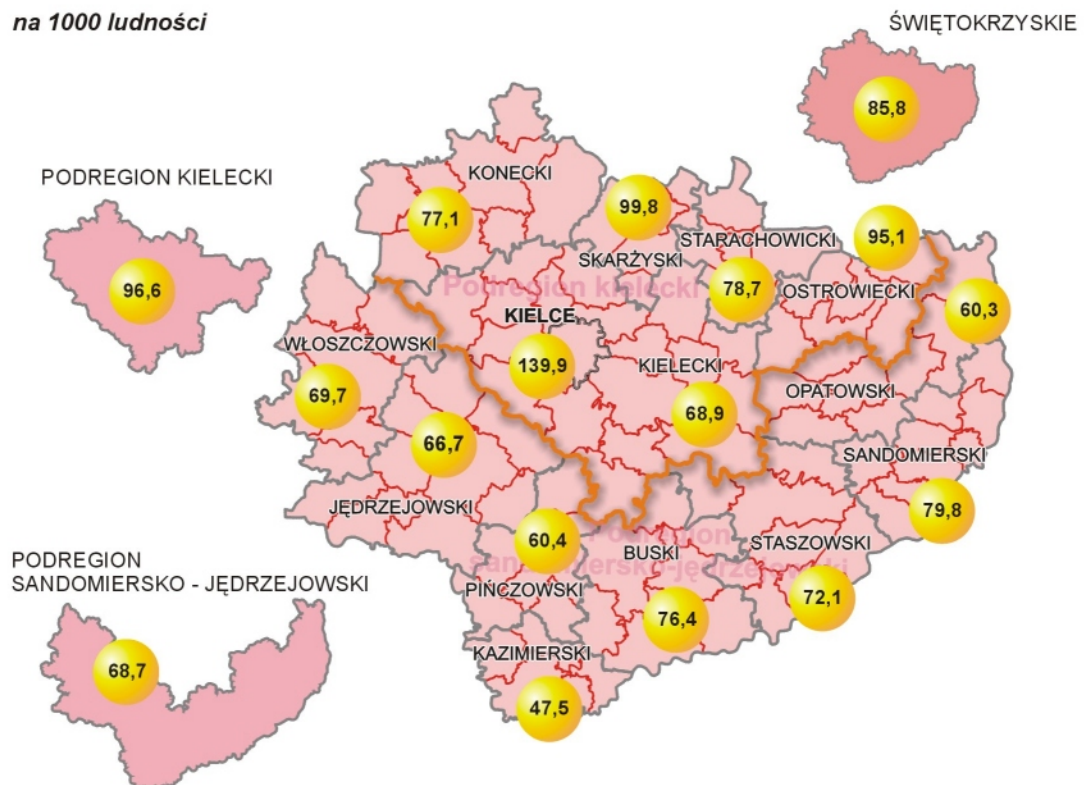 na 1000 ludności
ŚWIĘTOKRZYSKIE
85,8
PODREGION KIELECKI
96,6
KONECKI
77,1
99,8
SKARŻYSKI
STARACHOWICKI
78,7
95,1
OSTROWIECKI
60,3
Podregion kielecki
KIELCE
139,9
KIELECKI
68,9
WŁOSZCZOWSKI
69,7
66,7
JĘDRZEJOWSKI
OPATOWSKI
SANDOMIERSKI
79,8
60,4
PIŃCZOWSKI
Podregion
sandomiersko-jędrzejowski
BUSKI
76,4
STASZOWSKI
72,1
KAZIMIERSKI
47,5
PODREGION
SANDOMIERSKO - JĘDRZEJOWSKI
68,7